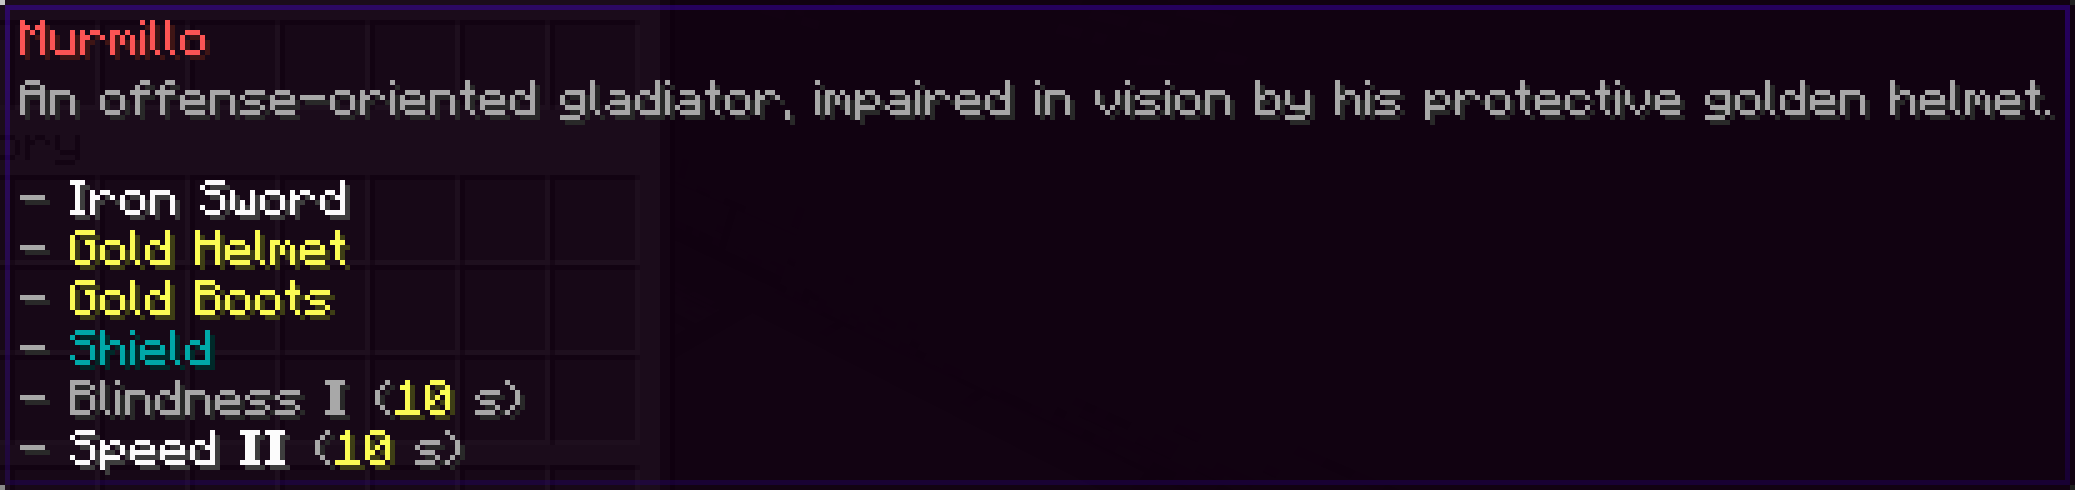 Murmillo
An offense-oriented gladiator, impaired in vision by his protective golden helmet.
ory
- Iron Sword
- Gold Helmet
- Gold Boots
- Shield
- Blindness I (10 s)
- Speed II (10 s)